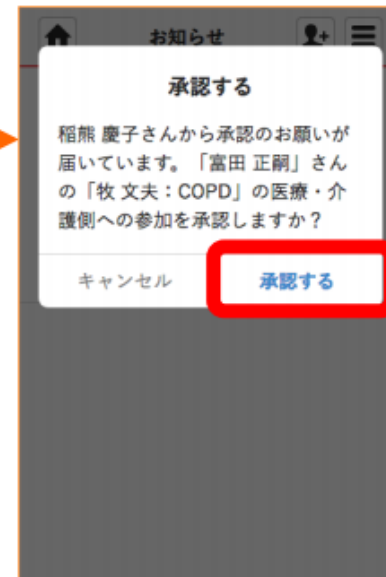 お知らせ
承認する
稲熊 慶子さんから承認のお願いが
届いています。「富田 正嗣」さん
の「牧 文夫：COPD」の医療・介
護側への参加を承認しますか？
キャンセル
承認する